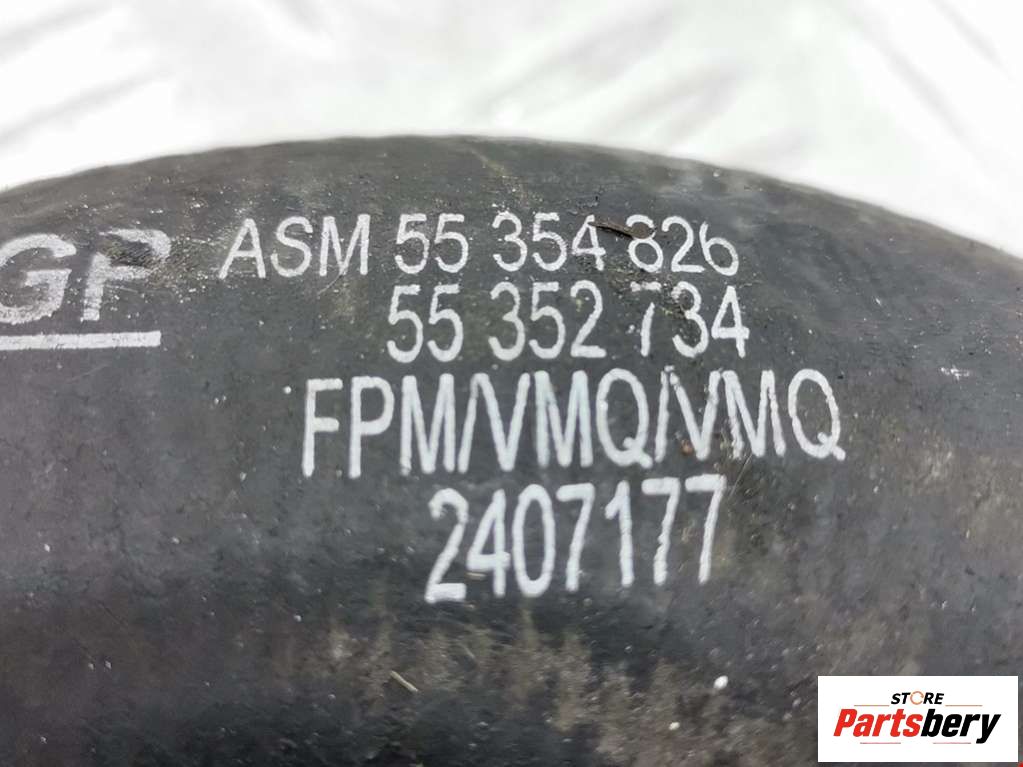 GP ASM 55 354 826
55 352 734
FPM/VMQ/VMQ
2407177
STORE
Partsbery